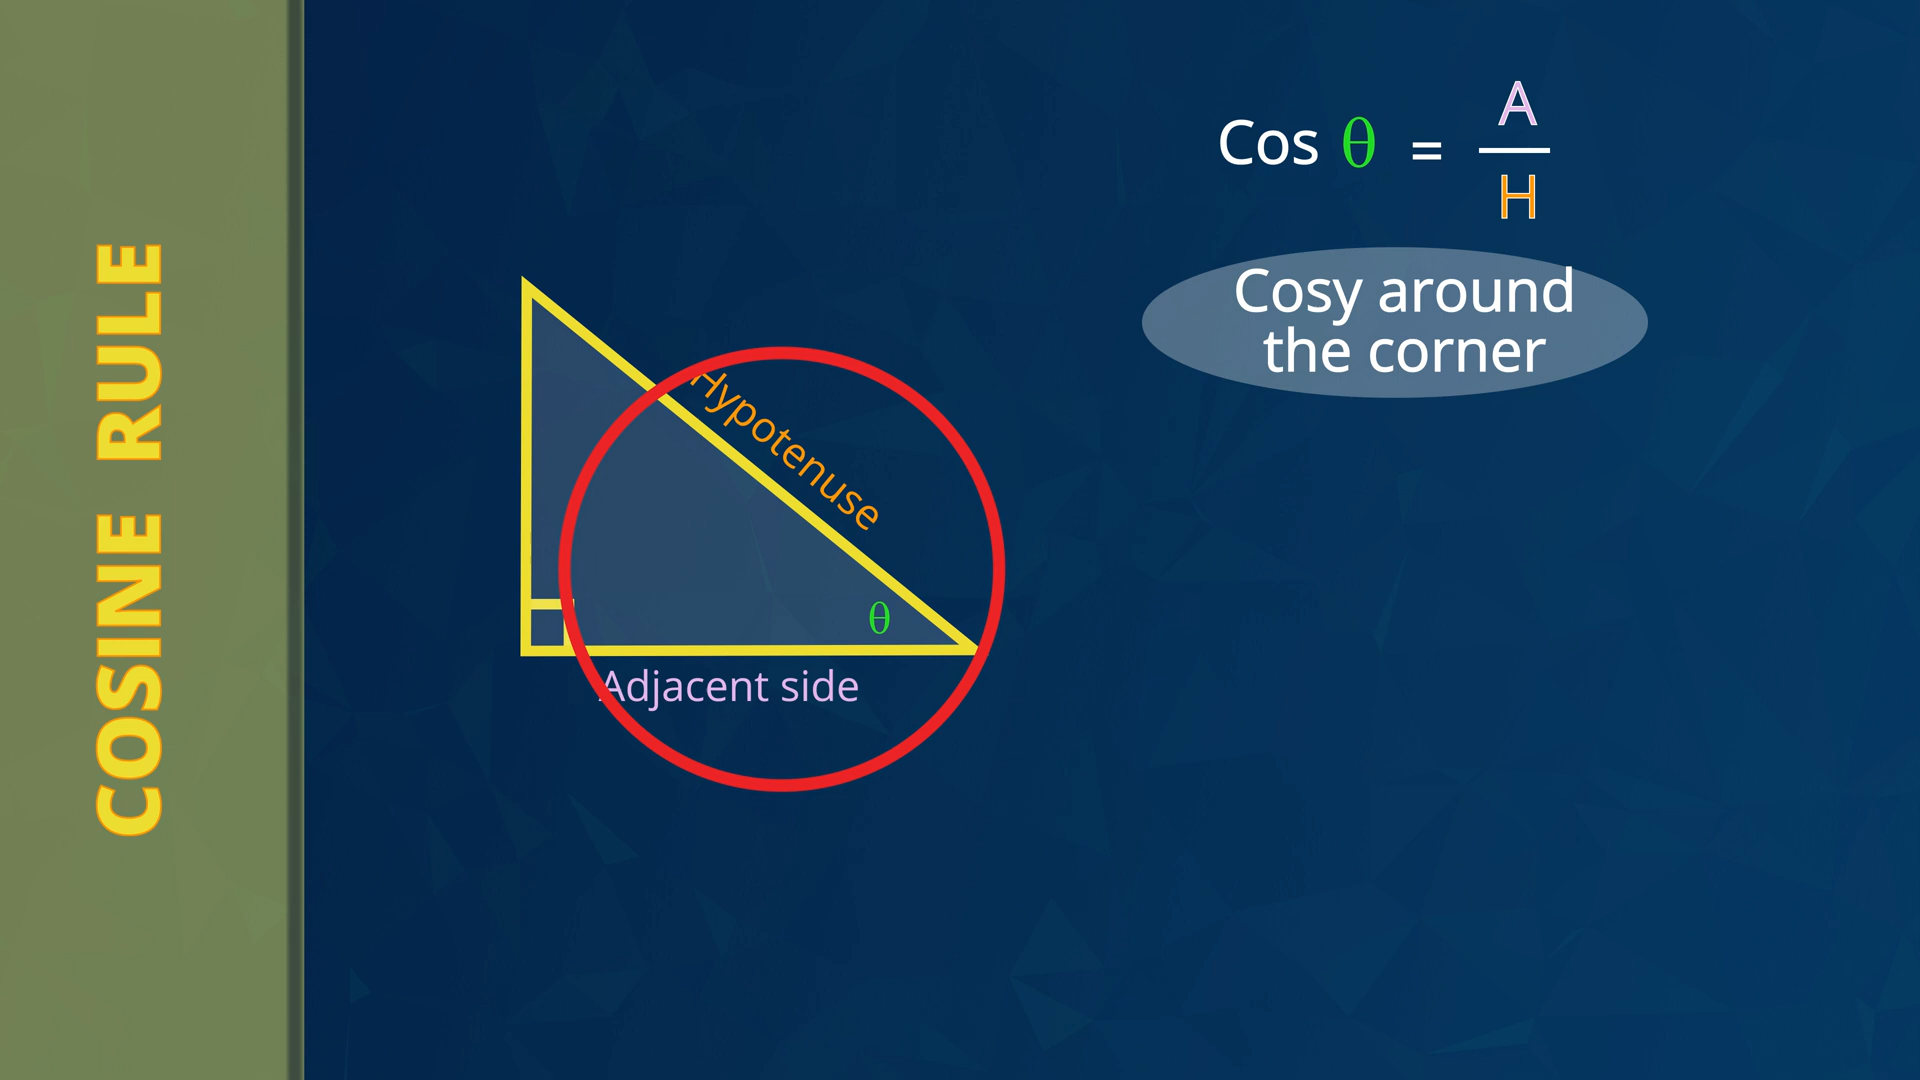 COSINE RULE
Cos θ = A/H
Cosy around
the corner
Hypotenuse
θ
Adjacent side